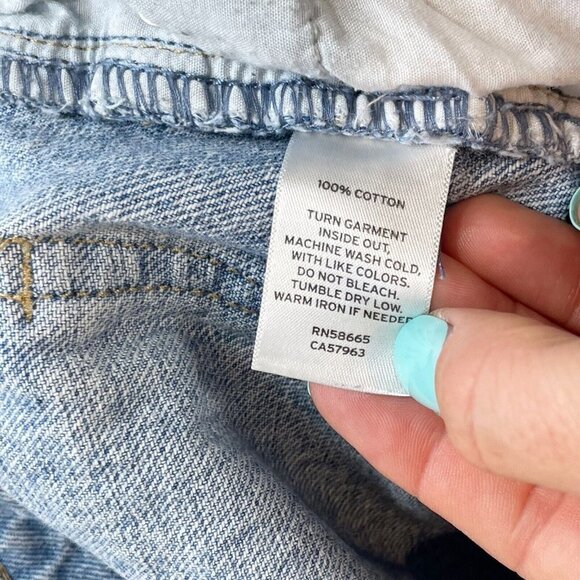 100% COTTON
TURN GARMENT
INSIDE OUT,
MACHINE WASH COLD,
WITH LIKE COLORS.
DO NOT BLEACH.
TUMBLE DRY LOW.
WARM IRON IF NEEDED
RN58665
CA57963